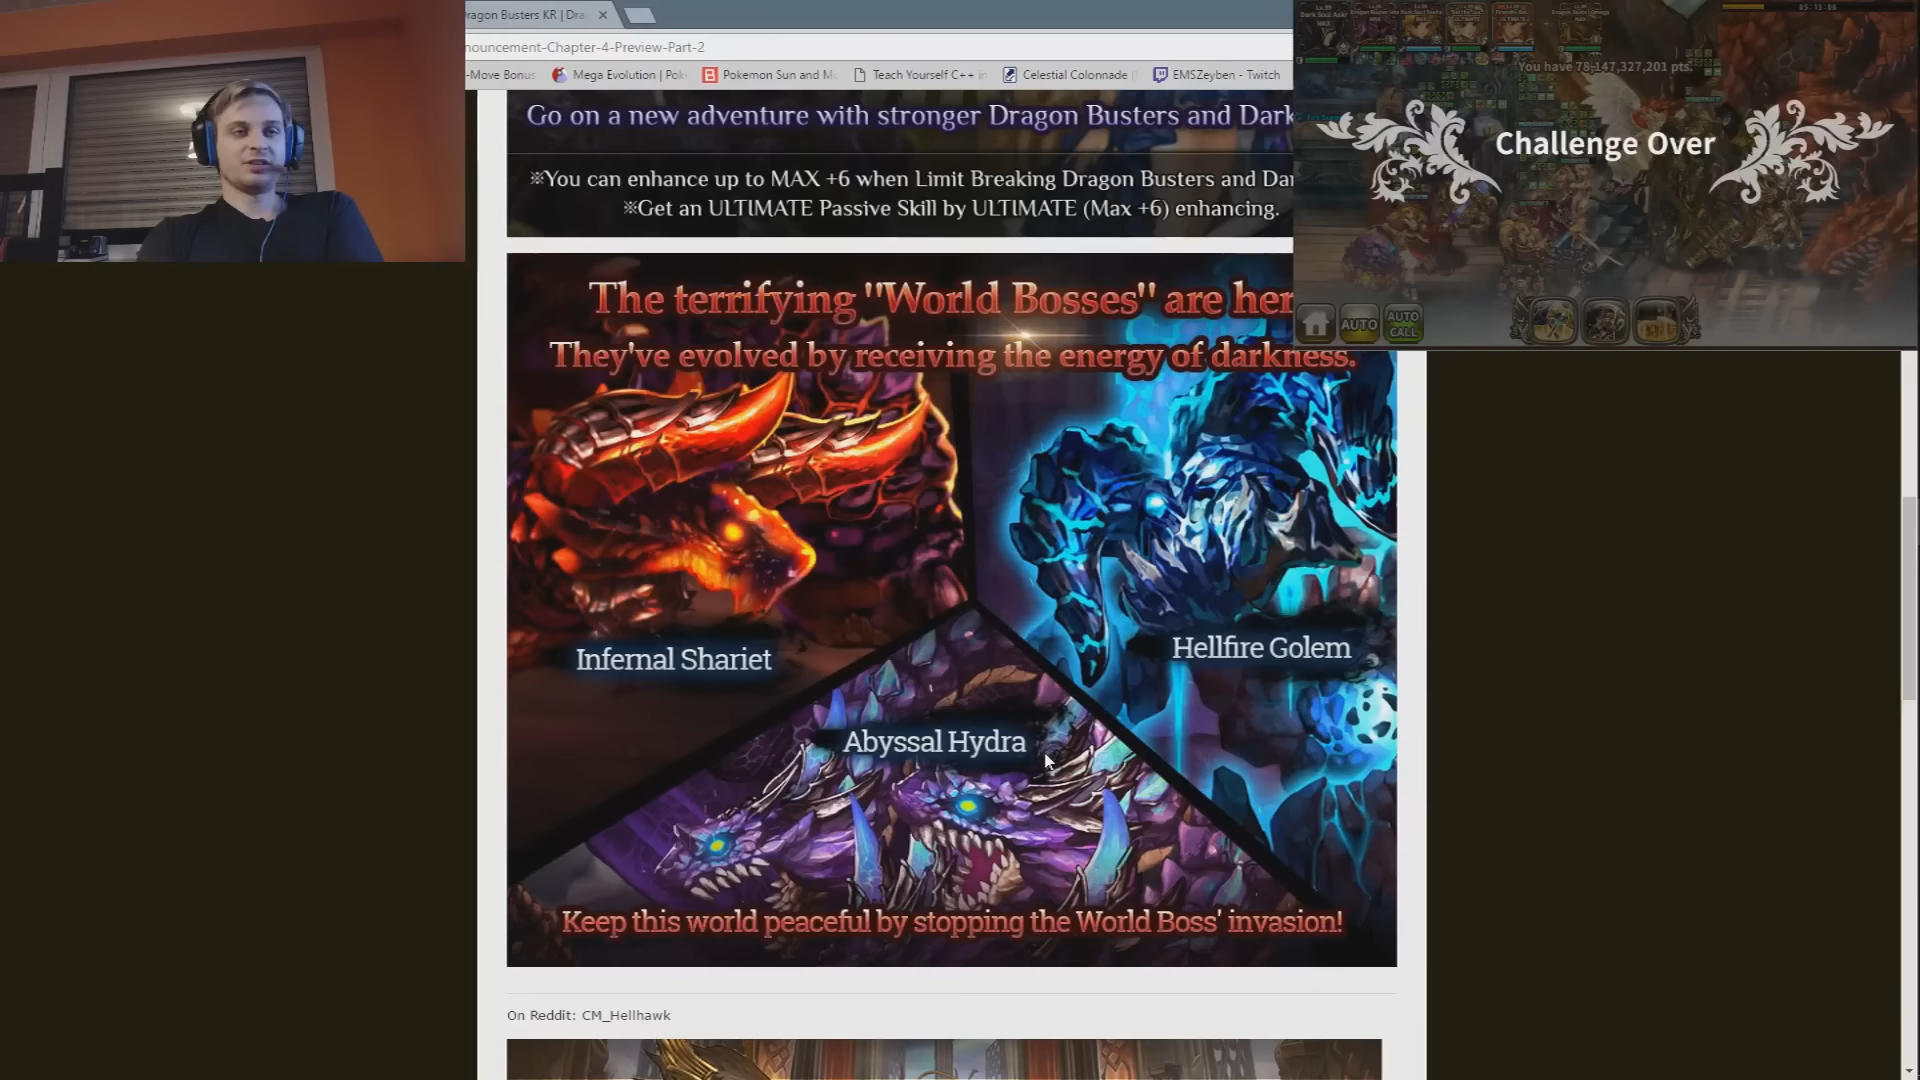 Dragon Busters KR | Dra
nouncement-Chapter-4-Preview-Part-2
-Move Bonus
Mega Evolution | Pok
Pokemon Sun and M
Teach Yourself C++ in
Celestial Colonnade |
EMSZeyben - Twitch
Go on a new adventure with stronger Dragon Busters and Dark
※You can enhance up to MAX +6 when Limit Breaking Dragon Busters and Dar
※Get an ULTIMATE Passive Skill by ULTIMATE (Max +6) enhancing.
You have 78,147,327,201 pts.
Challenge Over
AUTO
AUTO
CALL
The terrifying "World Bosses" are her
They've evolved by receiving the energy of darkness.
Infernal Shariet
Hellfire Golem
Abyssal Hydra
Keep this world peaceful by stopping the World Boss' invasion!
On Reddit: CM_Hellhawk